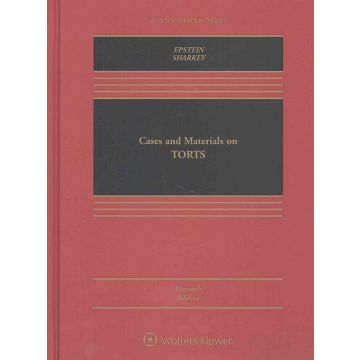 ASPEN CASEBOOK SERIES
EPSTEIN
SHARKEY
Cases and Materials on
TORTS
Eleventh
Edition
Wolters Kluwer